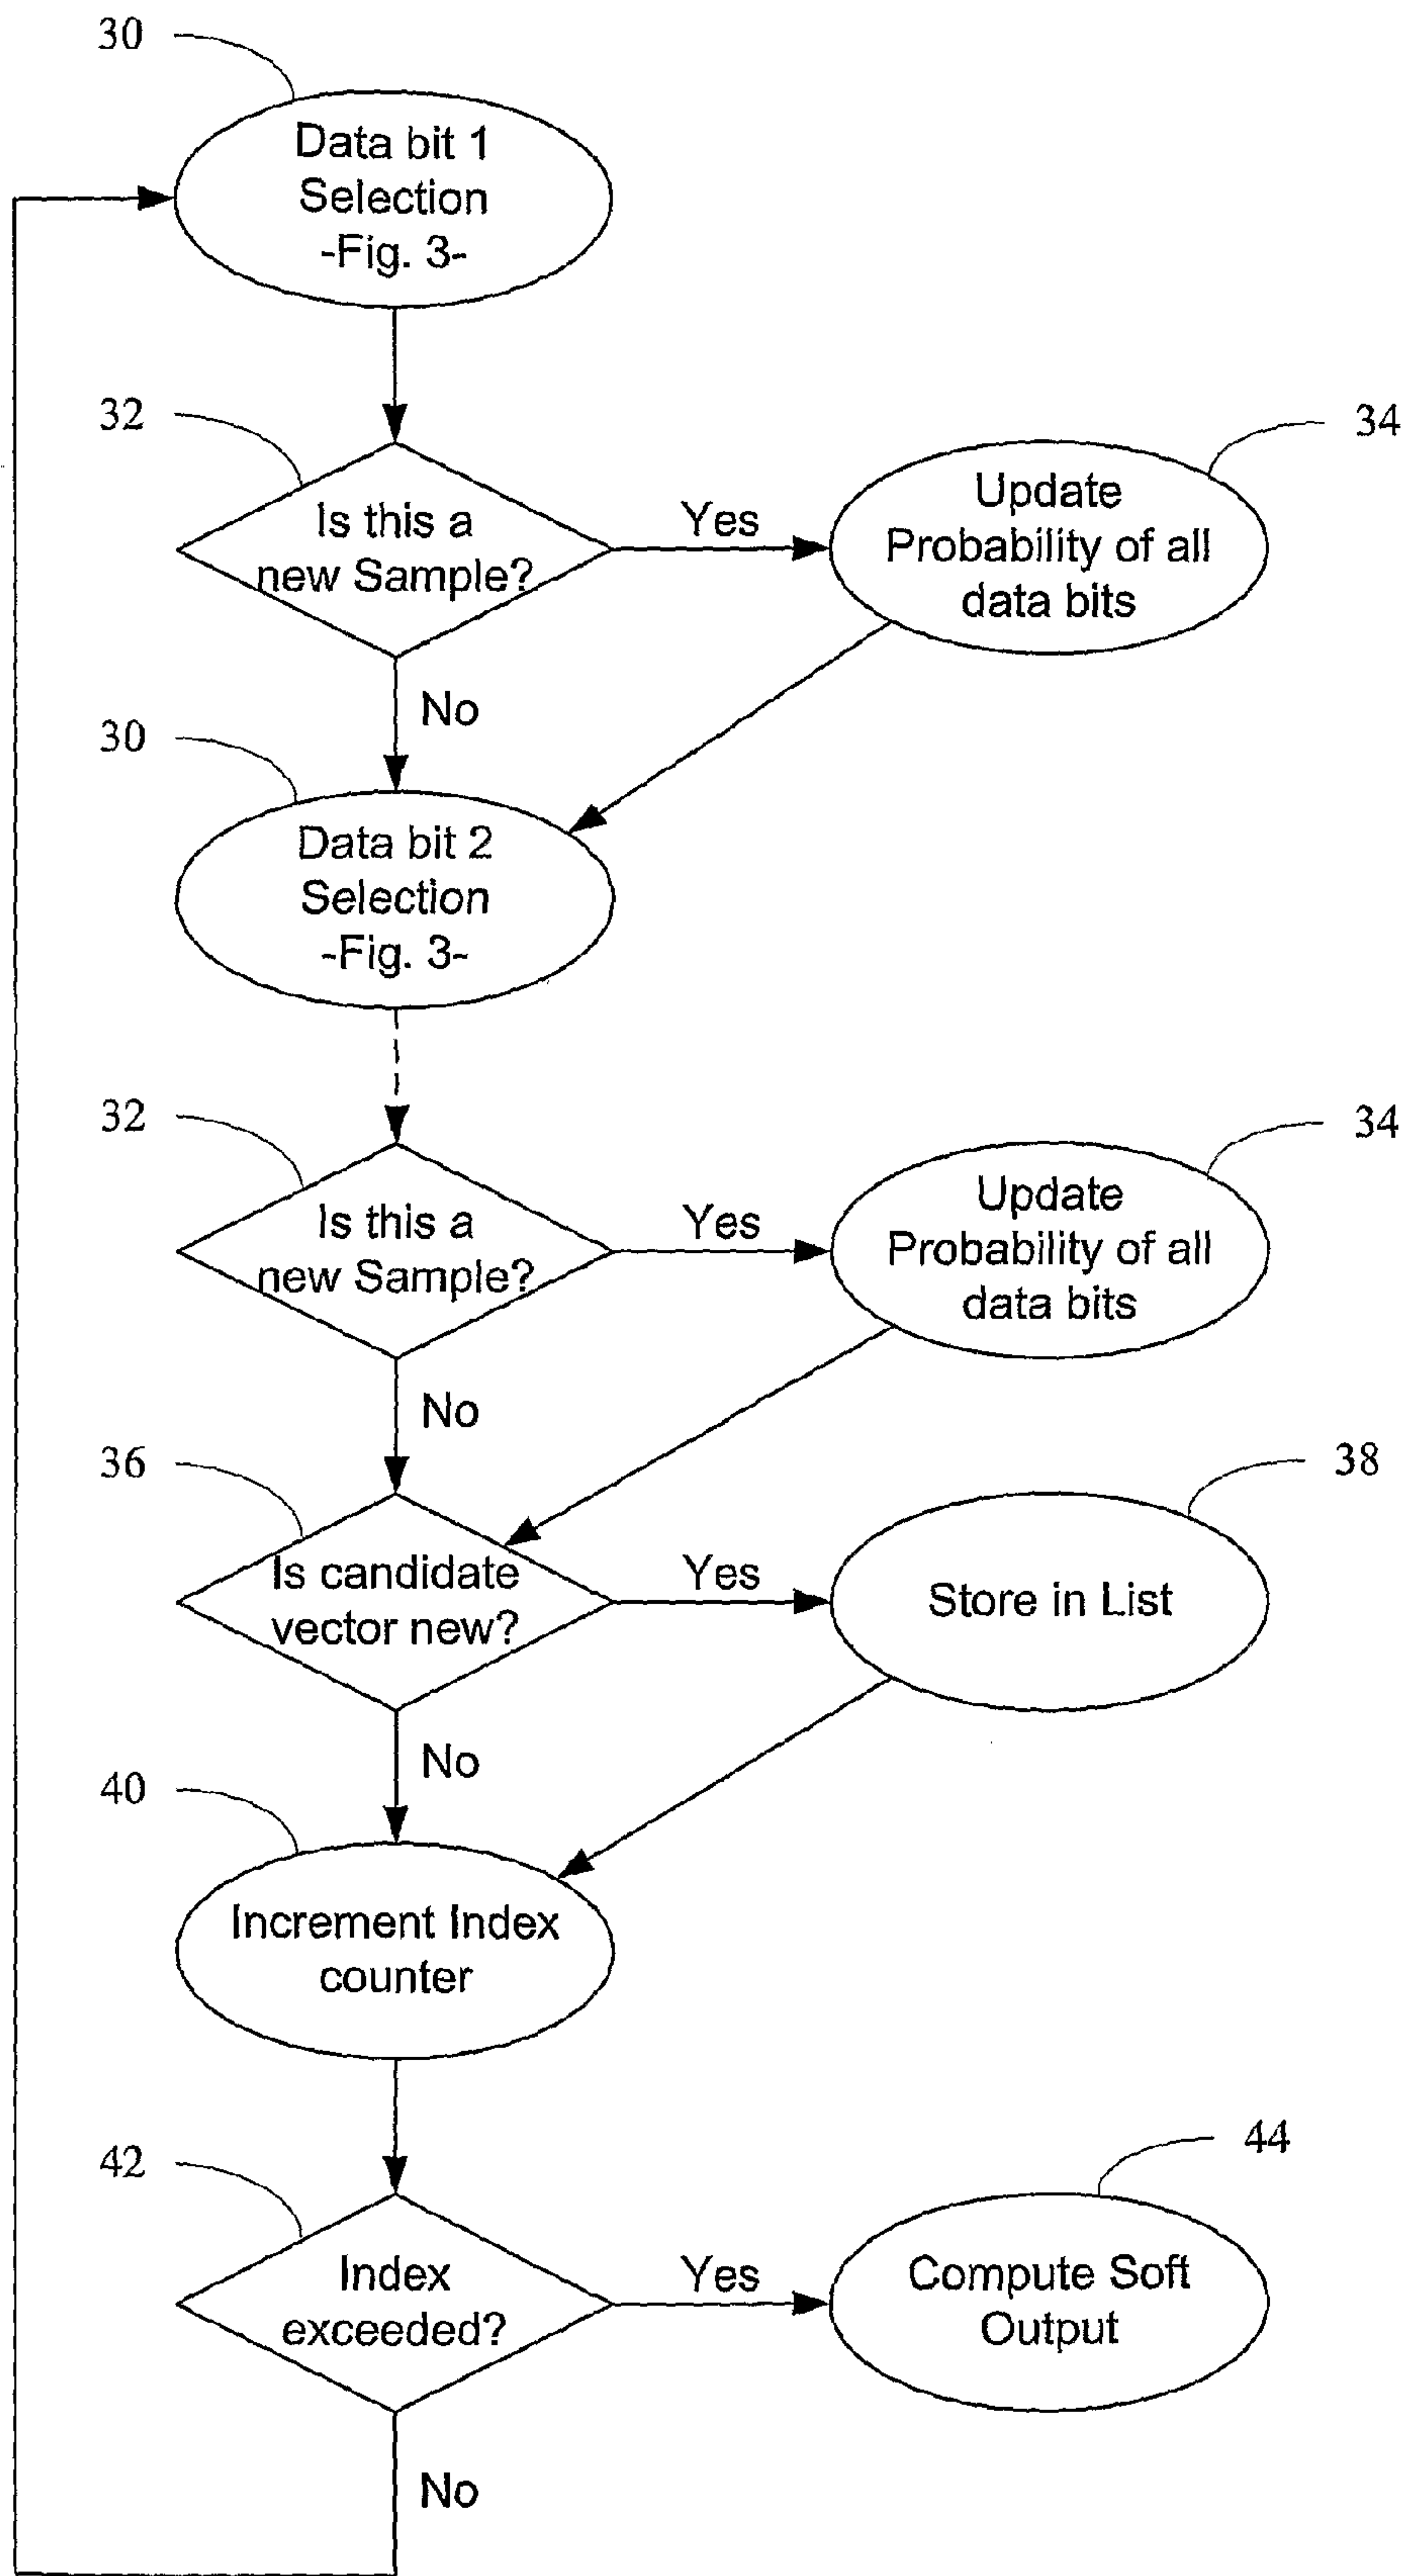 30
Data bit 1
Selection
-Fig. 3-
32
Is this a
new Sample?
Yes
34
Update
Probability of all
data bits
No
30
Data bit 2
Selection
-Fig. 3-
32
Is this a
new Sample?
Yes
34
Update
Probability of all
data bits
No
36
Is candidate
vector new?
Yes
38
Store in List
No
40
Increment Index
counter
42
Index
exceeded?
Yes
44
Compute Soft
Output
No